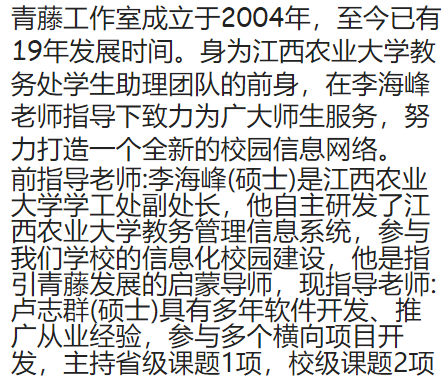 青藤工作室成立于2004年，至今已有
19年发展时间。身为江西农业大学教
务处学生助理团队的前身，在李海峰
老师指导下致力为广大师生服务，努
力打造一个全新的校园信息网络。
前指导老师:李海峰(硕士)是江西农业
大学学工处副处长，他自主研发了江
西农业大学教务管理信息系统，参与
我们学校的信息化校园建设，他是指
引青藤发展的启蒙导师，现指导老师:
卢志群(硕士)具有多年软件开发、推
广从业经验，参与多个横向项目开
发，主持省级课题1项，校级课题2项